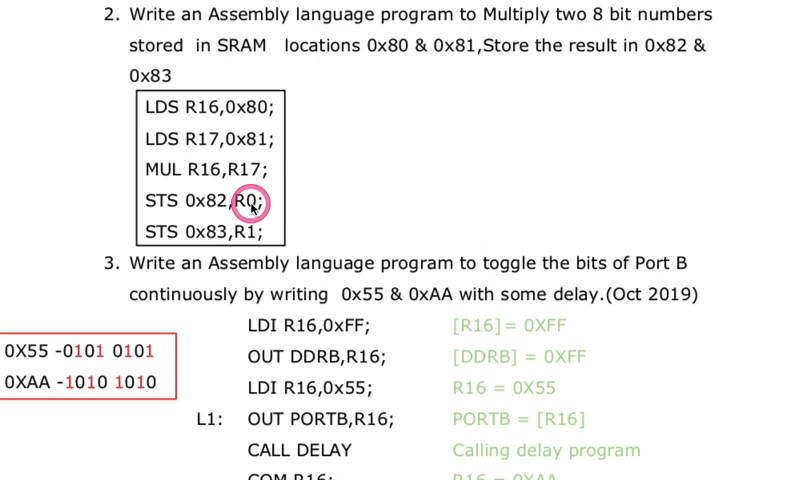 2. Write an Assembly language program to Multiply two 8 bit numbers
stored in SRAM locations 0x80 & 0x81,Store the result in 0x82 &
0x83
LDS R16,0x80;
LDS R17,0x81;
MUL R16,R17;
STS 0x82,R0;
STS 0x83,R1;
3. Write an Assembly language program to toggle the bits of Port B
continuously by writing 0x55 & 0xAA with some delay.(Oct 2019)
LDI R16,0xFF; [R16]= 0XFF
0X55 -0101 0101
OUT DDRB,R16; [DDRB] = 0XFF
0XAA -1010 1010
LDI R16,0x55; R16 = 0X55
L1: OUT PORTB,R16; PORTB = [R16]
CALL DELAY Calling delay program
COM R16; R16 = 0XAA